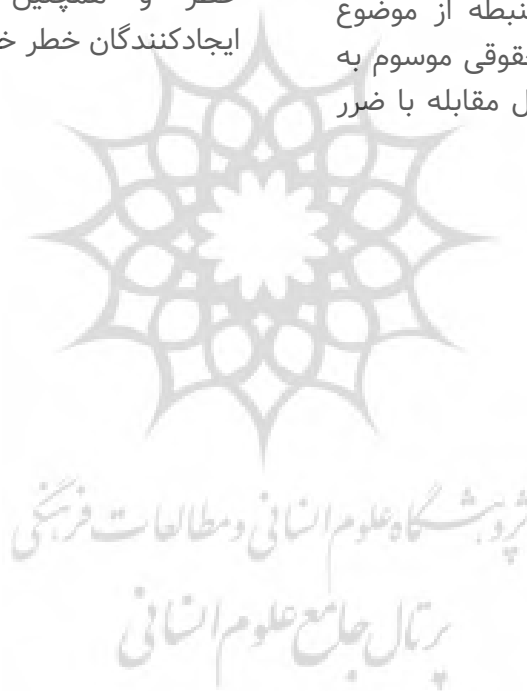 نبطه از موضوع
حقوقی موسوم به
ل مقابله با ضرر
خطر و همچنین
ایجادکنندگان خطر خ
پژوهشگاه علوم انسانی و مطالعات فرهنگی
پرتال جامع علوم انسانی